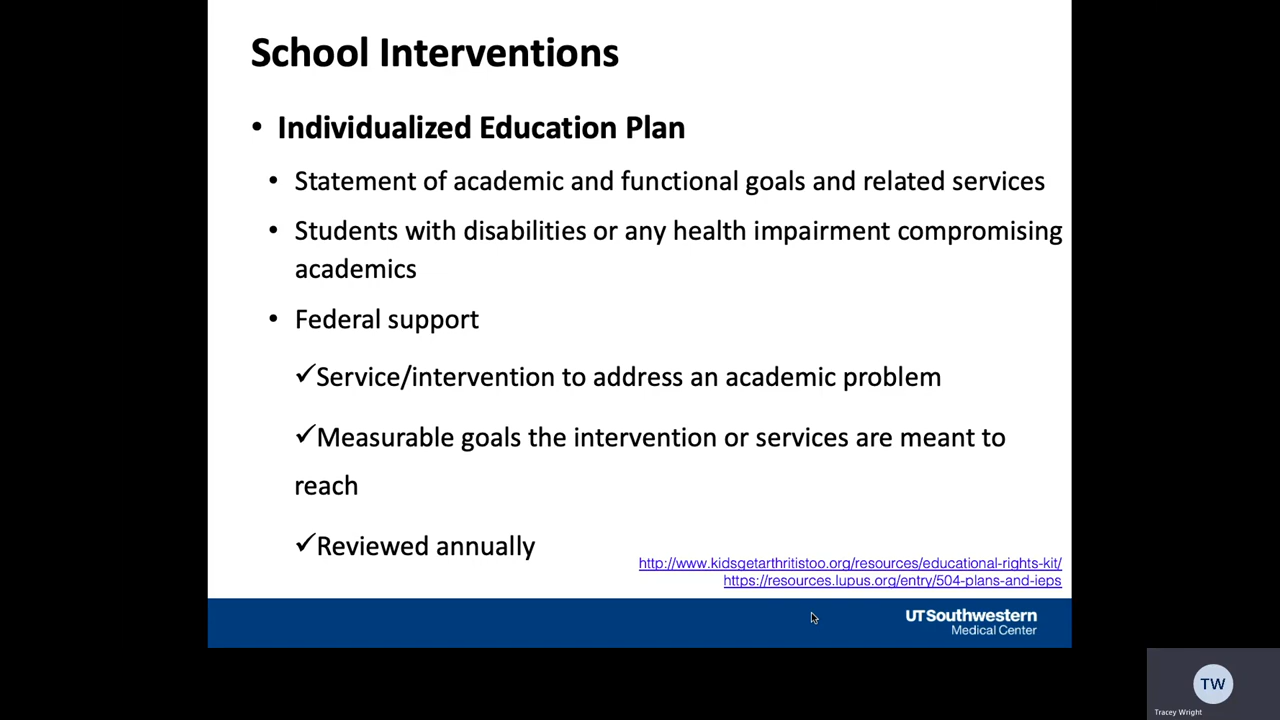 School Interventions
• Individualized Education Plan
• Statement of academic and functional goals and related services
• Students with disabilities or any health impairment compromising
academics
• Federal support
✓Service/intervention to address an academic problem
✓Measurable goals the intervention or services are meant to
reach
✓Reviewed annually
http://www.kidsgetarthritistoo.org/resources/educational-rights-kit/
https://resources.lupus.org/entry/504-plans-and-ieps
UTSouthwestern
Medical Center
TW
Tracey Wright